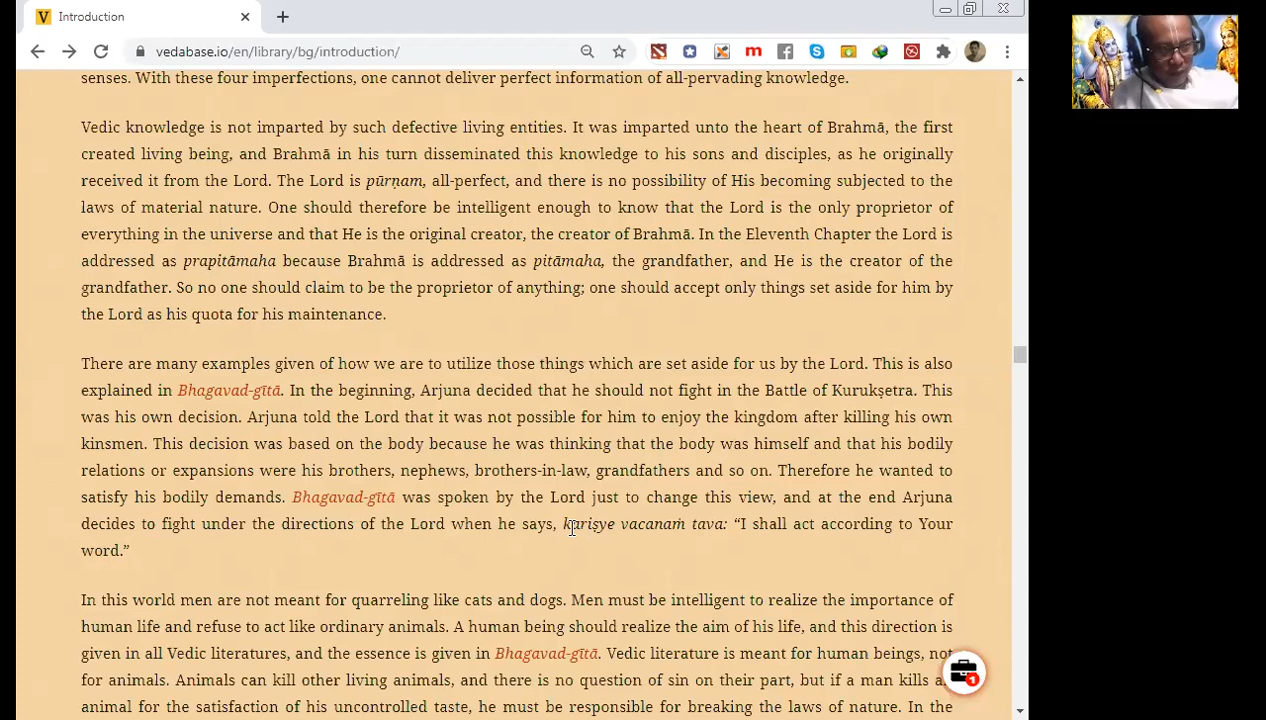 V Introduction
vedabase.io/en/library/bg/introduction/
senses. With these four imperfections, one cannot deliver perfect information of all-pervading knowledge.
Vedic knowledge is not imparted by such defective living entities. It was imparted unto the heart of Brahmā, the first
created living being, and Brahmā in his turn disseminated this knowledge to his sons and disciples, as he originally
received it from the Lord. The Lord is pūrṇam, all-perfect, and there is no possibility of His becoming subjected to the
laws of material nature. One should therefore be intelligent enough to know that the Lord is the only proprietor of
everything in the universe and that He is the original creator, the creator of Brahmā. In the Eleventh Chapter the Lord is
addressed as prapitāmaha because Brahmā is addressed as pitāmaha, the grandfather, and He is the creator of the
grandfather. So no one should claim to be the proprietor of anything; one should accept only things set aside for him by
the Lord as his quota for his maintenance.
There are many examples given of how we are to utilize those things which are set aside for us by the Lord. This is also
explained in Bhagavad-gītā. In the beginning, Arjuna decided that he should not fight in the Battle of Kurukṣetra. This
was his own decision. Arjuna told the Lord that it was not possible for him to enjoy the kingdom after killing his own
kinsmen. This decision was based on the body because he was thinking that the body was himself and that his bodily
relations or expansions were his brothers, nephews, brothers-in-law, grandfathers and so on. Therefore he wanted to
satisfy his bodily demands. Bhagavad-gītā was spoken by the Lord just to change this view, and at the end Arjuna
decides to fight under the directions of the Lord when he says, kariṣye vacanaṁ tava: “I shall act according to Your
word.”
In this world men are not meant for quarreling like cats and dogs. Men must be intelligent to realize the importance of
human life and refuse to act like ordinary animals. A human being should realize the aim of his life, and this direction is
given in all Vedic literatures, and the essence is given in Bhagavad-gītā. Vedic literature is meant for human beings, not
for animals. Animals can kill other living animals, and there is no question of sin on their part, but if a man kills a
1
animal for the satisfaction of his uncontrolled taste, he must be responsible for breaking the laws of nature. In the